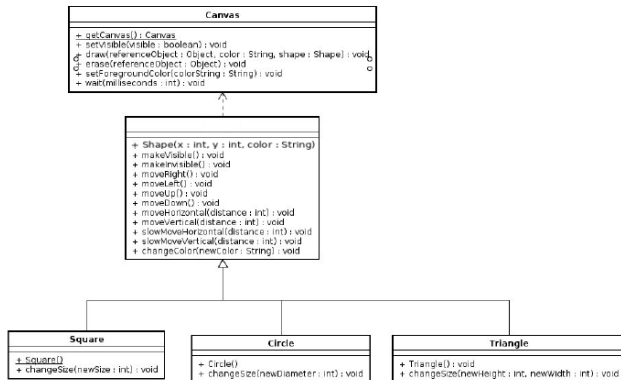 Canvas
+ getCanvas() : Canvas
+ setVisible(visible : boolean) : void
+ draw(referenceObject : Object, color : String, shape : Shape) : void
+ erase(referenceObject : Object) : void
+ setForegroundColor(colorString : String) : void
+ wait(milliseconds : int) : void
+ Shape(x : int, y : int, color : String)
+ makeVisible() : void
+ makeInvisible() : void
+ moveRight() : void
+ moveLeft() : void
+ moveUp() : void
+ moveDown() : void
+ moveHorizontal(distance : int) : void
+ moveVertical(distance : int) : void
+ slowMoveHorizontal(distance : int) : void
+ slowMoveVertical(distance : int) : void
+ changeColor(newColor : String) : void
Square
+ Square()
+ changeSize(newSize : int) : void
Circle
+ Circle()
+ changeSize(newDiameter : int) : void
Triangle
+ Triangle() : void
+ changeSize(newHeight : int, newWidth : int) : void